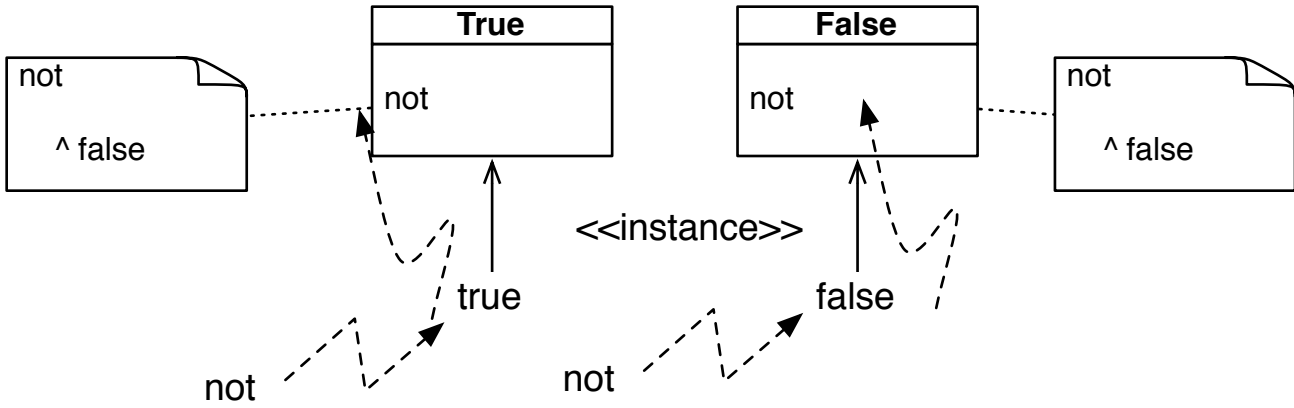 True
False
not
^ false
not
not
not
^ false
<<instance>>
true
false
not
not